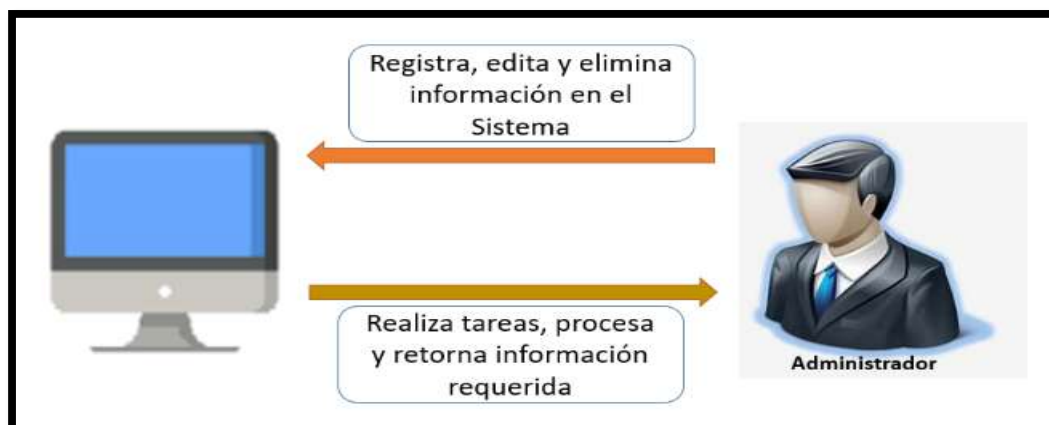 Registra, edita y elimina
información en el
Sistema
Realiza tareas, procesa
y retorna información
requerida
Administrador